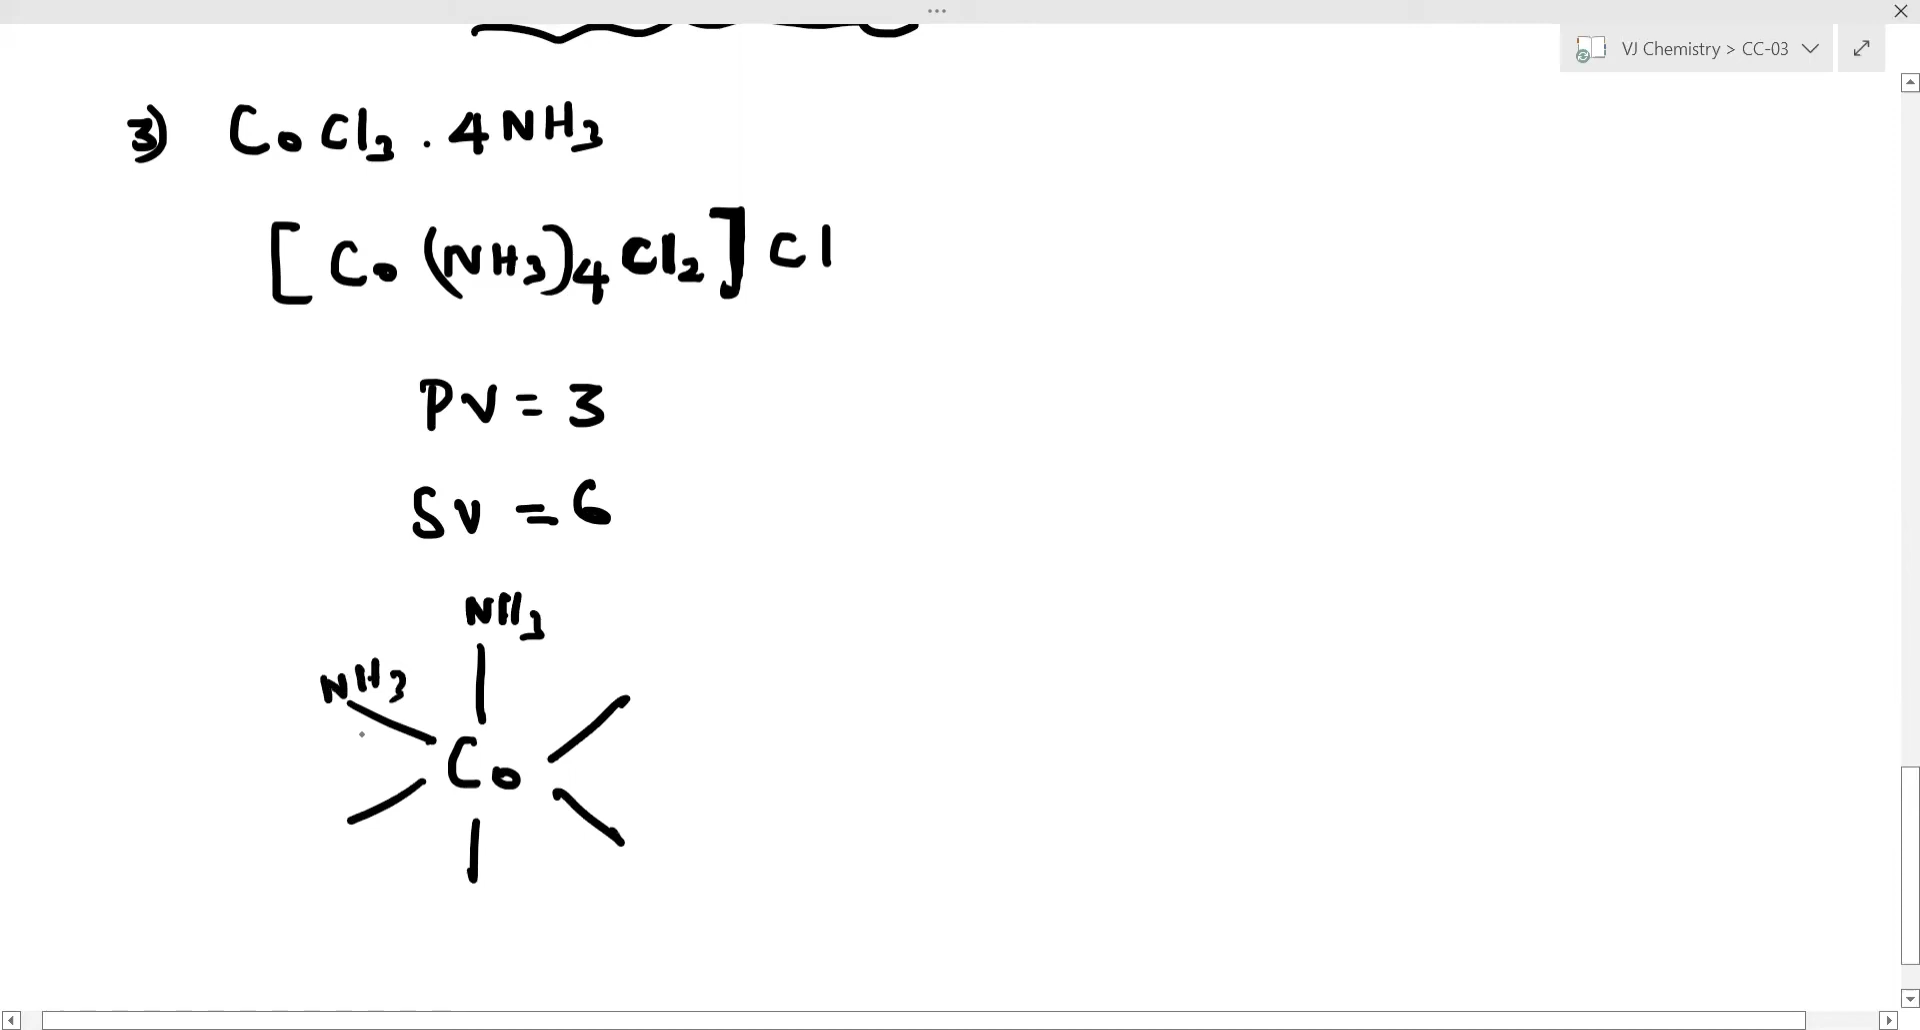 VJ Chemistry > CC-03
3) CoCl₃ . 4NH₃
[Co(NH₃)₄Cl₂]Cl
PV = 3
SV = 6
NH₃
NH₃
Co